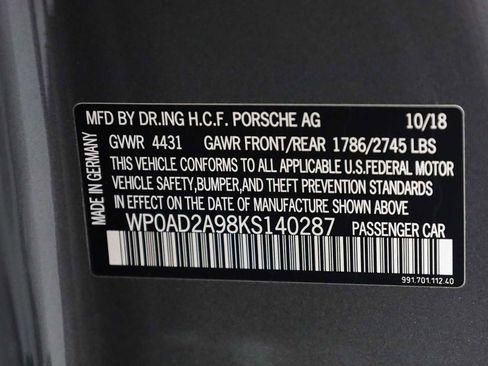 MFD BY DR.ING H.C.F. PORSCHE AG 10/18
GVWR 4431 GAWR FRONT/REAR 1786/2745 LBS
THIS VEHICLE CONFORMS TO ALL APPLICABLE U.S.FEDERAL MOTOR
VEHICLE SAFETY,BUMPER,AND THEFT PREVENTION STANDARDS
IN EFFECT ON THE DATE OF MANUFACTURE SHOWN ABOVE.
WP0AD2A98KS140287 PASSENGER CAR
MADE IN GERMANY
991.701.112.40